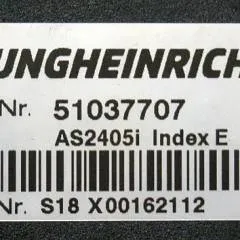 UNGHEINRICH
Nr. 51037707
AS2405i Index E
Nr. S18 X00162112